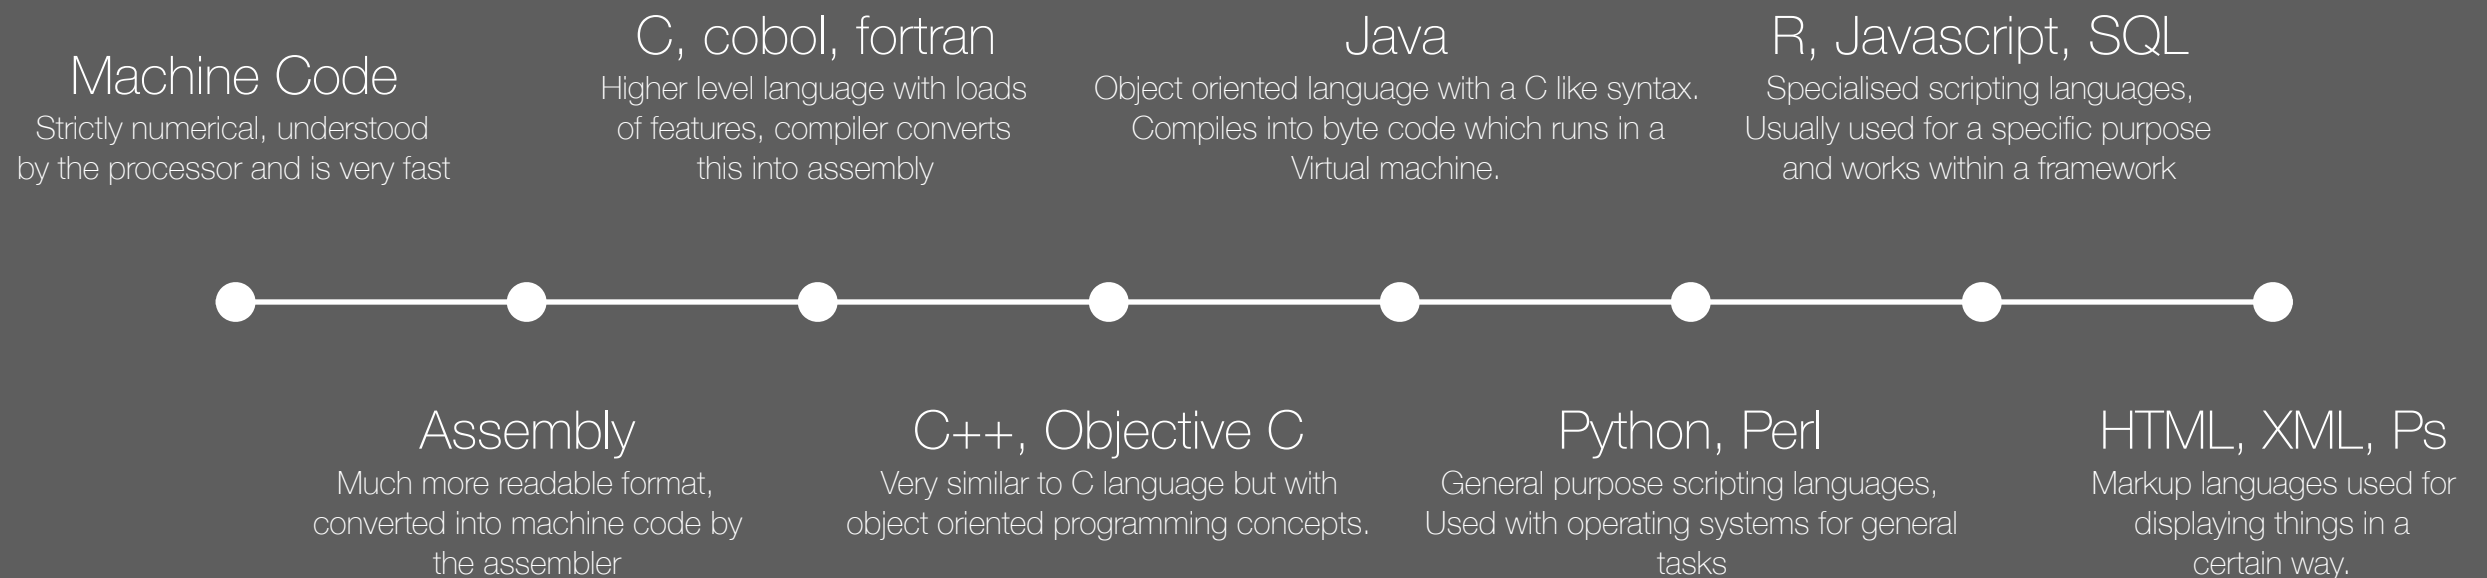 Machine Code
Strictly numerical, understood
by the processor and is very fast
Assembly
Much more readable format,
converted into machine code by
the assembler
C, cobol, fortran
Higher level language with loads
of features, compiler converts
this into assembly
C++, Objective C
Very similar to C language but with
object oriented programming concepts.
Java
Object oriented language with a C like syntax.
Compiles into byte code which runs in a
Virtual machine.
Python, Perl
General purpose scripting languages,
Used with operating systems for general
tasks
R, Javascript, SQL
Specialised scripting languages,
Usually used for a specific purpose
and works within a framework
HTML, XML, Ps
Markup languages used for
displaying things in a
certain way.